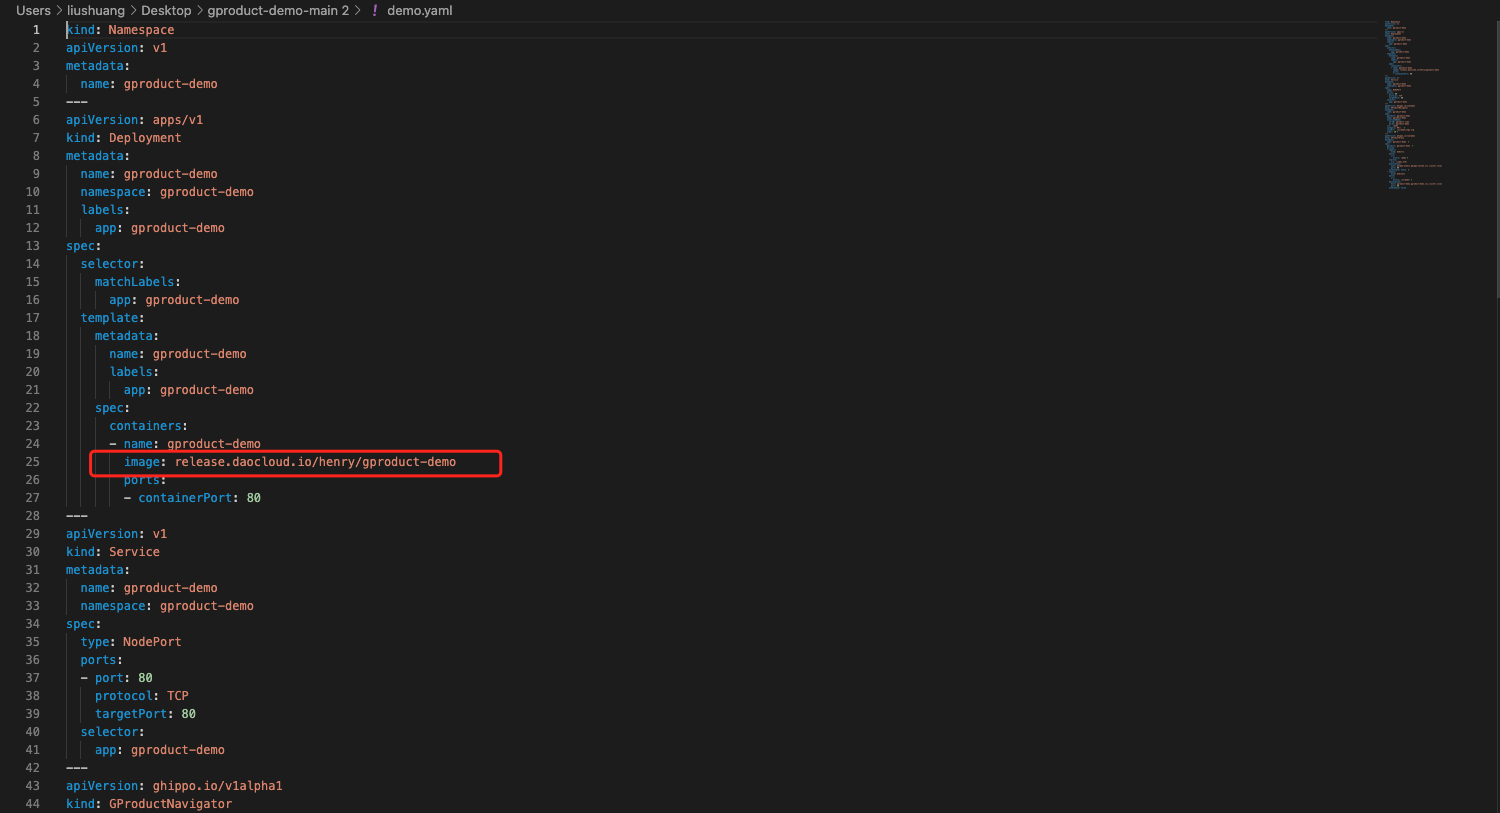 Users > liushuang > Desktop > gproduct-demo-main 2 > ! demo.yaml
1 kind: Namespace
2 apiVersion: v1
3 metadata:
4   name: gproduct-demo
5 ---
6 apiVersion: apps/v1
7 kind: Deployment
8 metadata:
9   name: gproduct-demo
10   namespace: gproduct-demo
11   labels:
12     app: gproduct-demo
13 spec:
14   selector:
15     matchLabels:
16       app: gproduct-demo
17   template:
18     metadata:
19       name: gproduct-demo
20       labels:
21         app: gproduct-demo
22     spec:
23       containers:
24       - name: gproduct-demo
25         image: release.daocloud.io/henry/gproduct-demo
26         ports:
27         - containerPort: 80
28 ---
29 apiVersion: v1
30 kind: Service
31 metadata:
32   name: gproduct-demo
33   namespace: gproduct-demo
34 spec:
35   type: NodePort
36   ports:
37   - port: 80
38     protocol: TCP
39     targetPort: 80
40   selector:
41     app: gproduct-demo
42 ---
43 apiVersion: ghippo.io/v1alpha1
44 kind: GProductNavigator